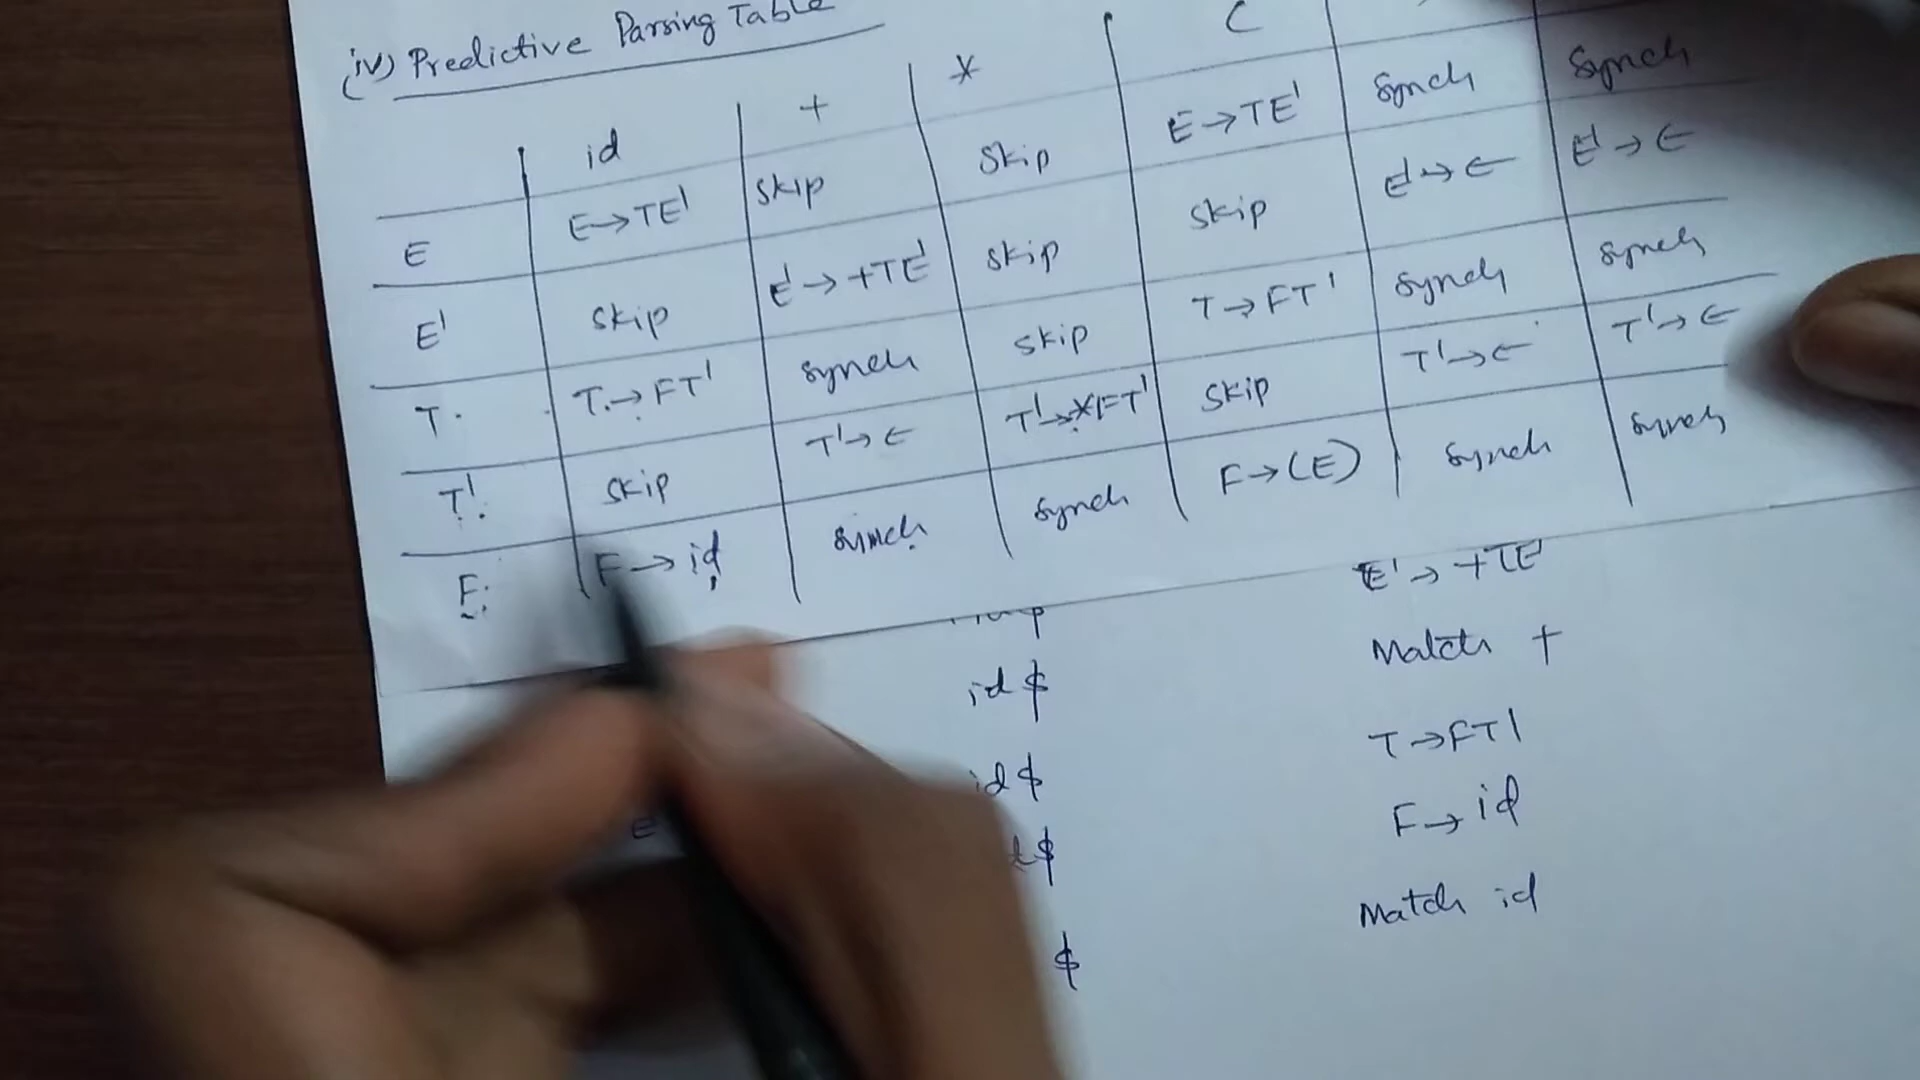 (iv) Predictive Parsing Table
id + * (
E E→TE' Skip Skip E→TE' Synch Synch
E' Skip E'→+TE' Skip Skip E'→ϵ E'→ϵ
T. T.→FT' Synch Skip T→FT' Synch Synch
T'. Skip T'→ϵ T'→*FT' Skip T'→ϵ T'→ϵ
F. F→id Synch Synch F→(E) Synch Synch
E'→+TE'
Match +
id $
T→FT'
id $
F→id
$
Match id
$